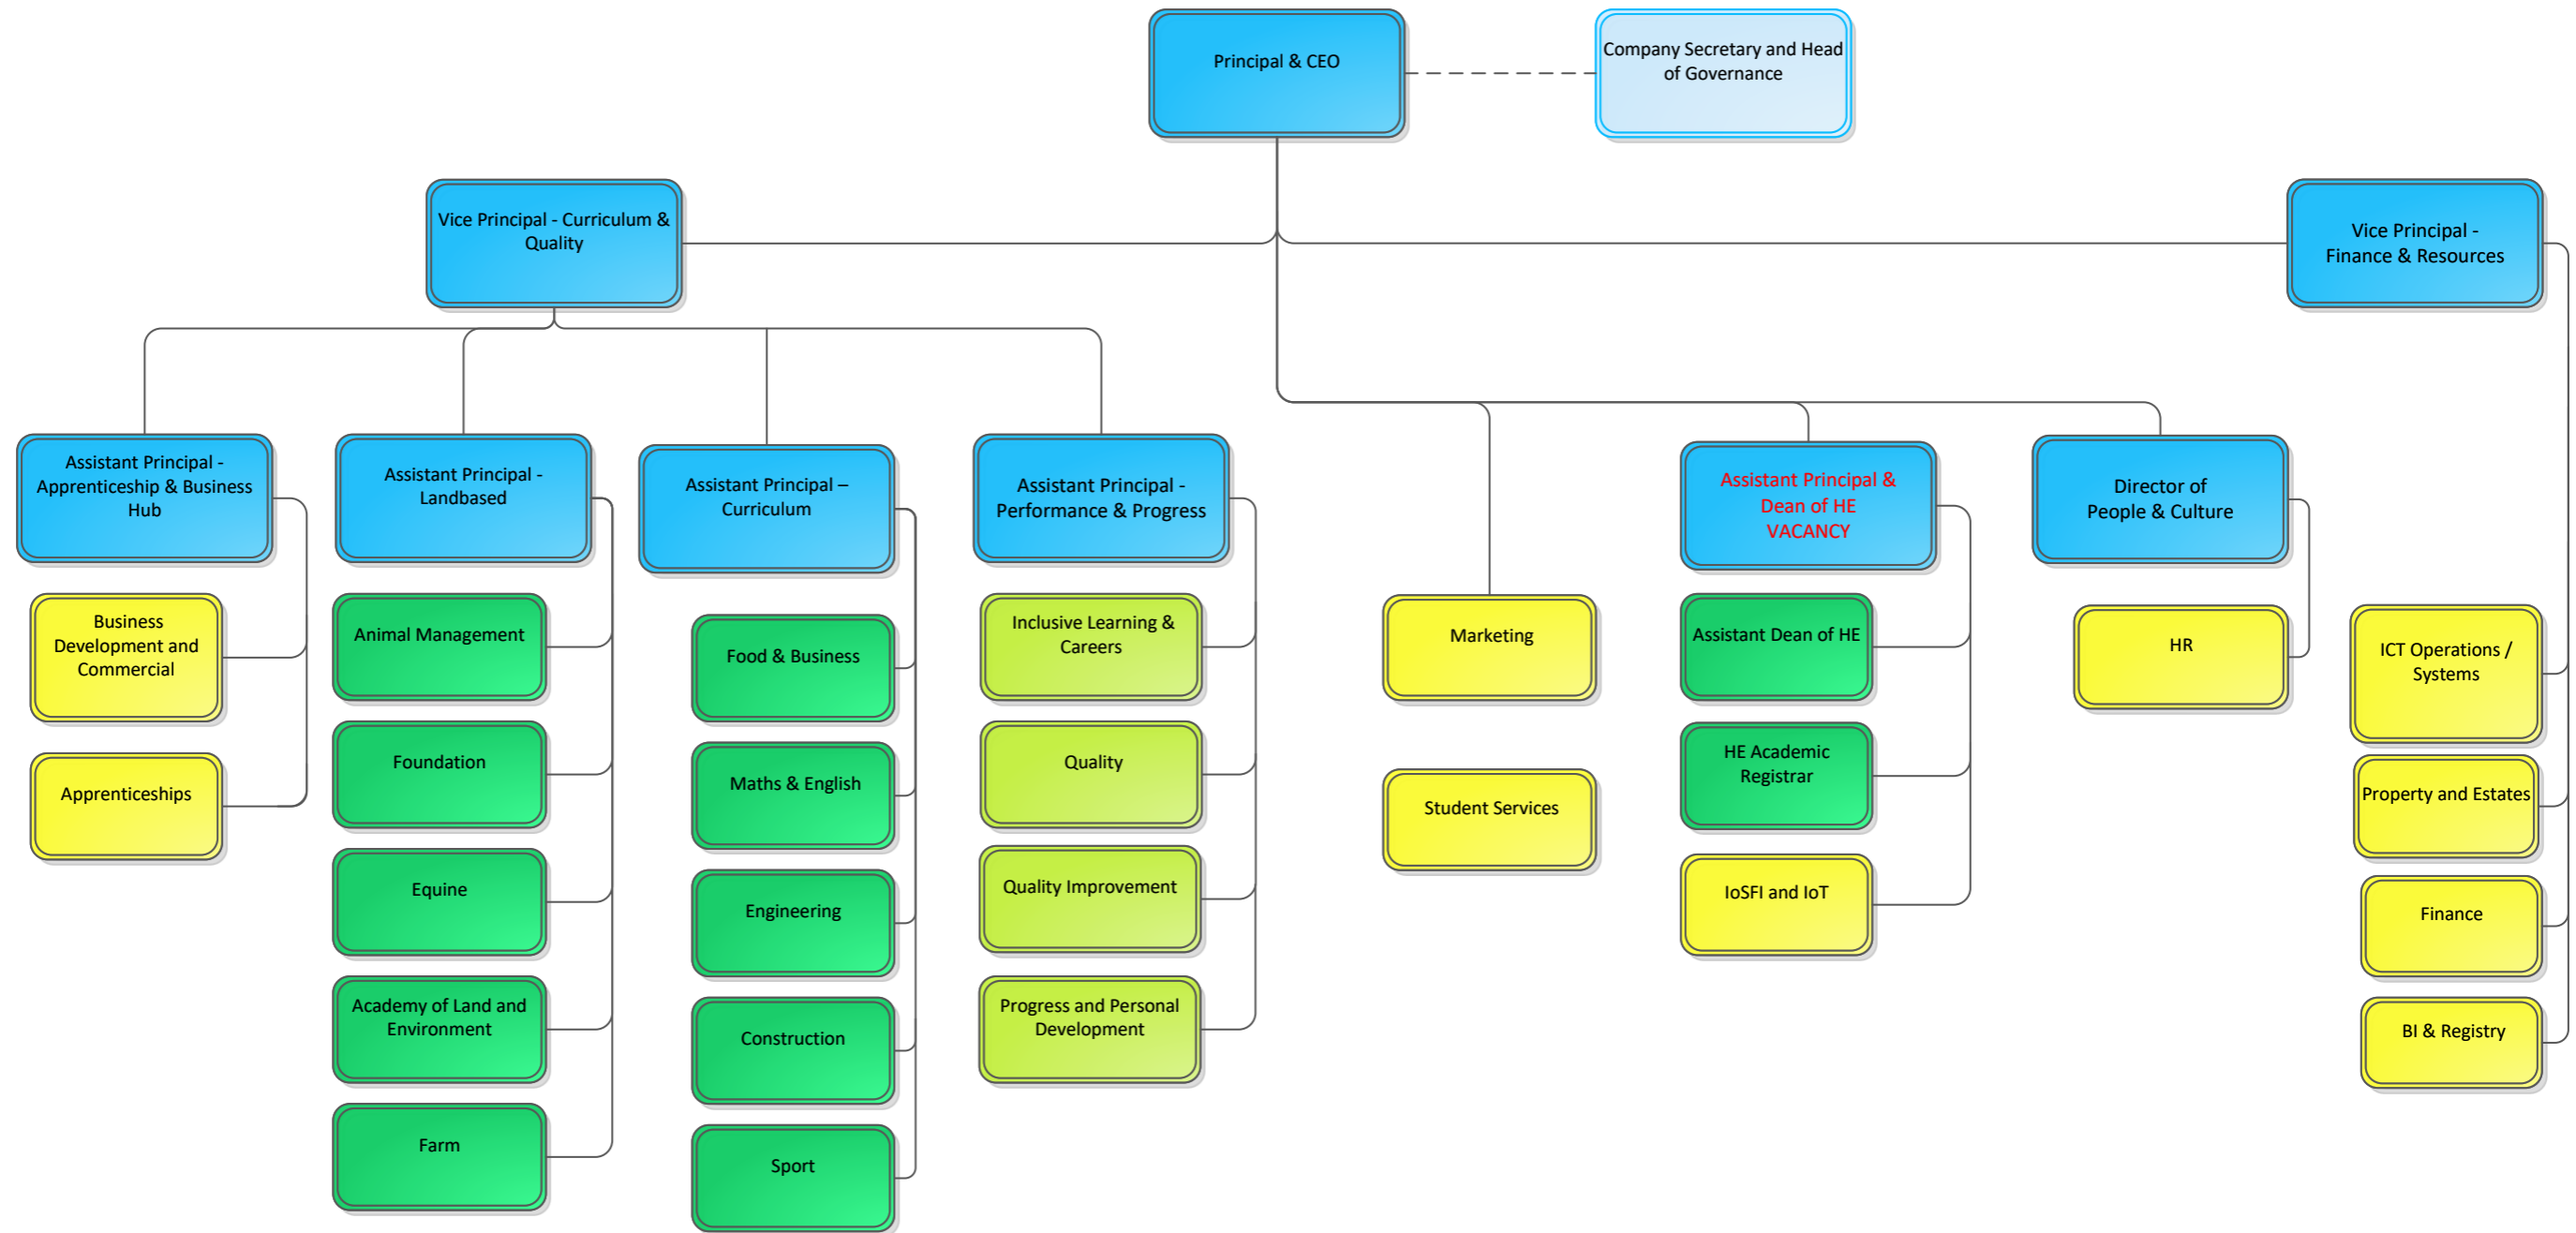 Principal & CEO
Company Secretary and Head
of Governance
Vice Principal - Curriculum &
Quality
Vice Principal -
Finance & Resources
Assistant Principal -
Apprenticeship & Business
Hub
Assistant Principal -
Landbased
Assistant Principal –
Curriculum
Assistant Principal -
Performance & Progress
Assistant Principal &
Dean of HE
VACANCY
Director of
People & Culture
Business
Development and
Commercial
Apprenticeships
Animal Management
Foundation
Equine
Academy of Land and
Environment
Farm
Food & Business
Maths & English
Engineering
Construction
Sport
Inclusive Learning &
Careers
Quality
Quality Improvement
Progress and Personal
Development
Marketing
Student Services
Assistant Dean of HE
HE Academic
Registrar
IoSFI and IoT
HR
ICT Operations /
Systems
Property and Estates
Finance
BI & Registry